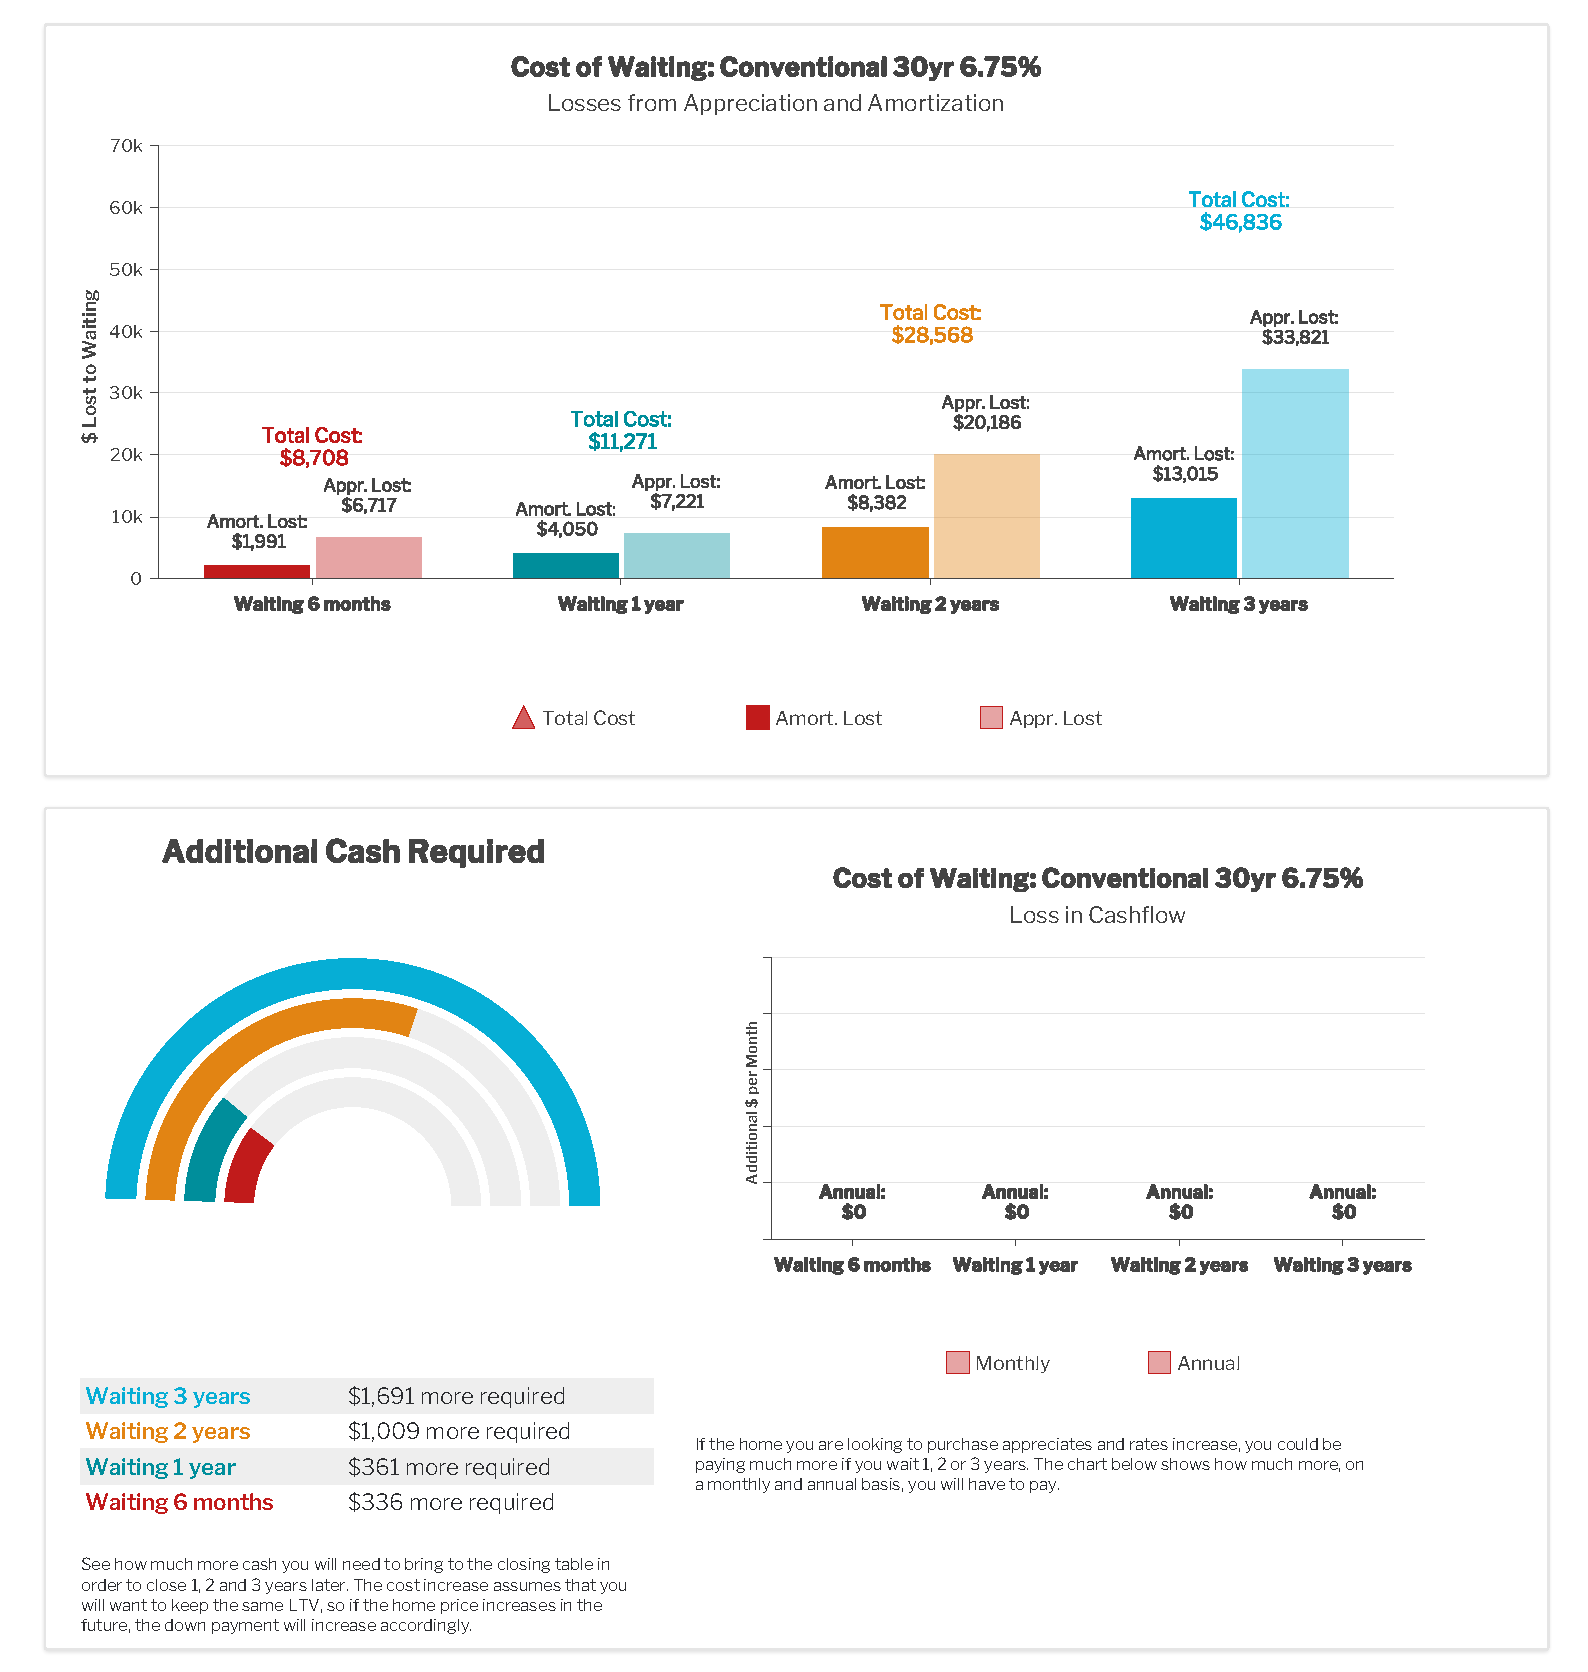 Cost of Waiting: Conventional 30yr 6.75%
Losses from Appreciation and Amortization
$ Lost to Waiting
70k
60k
50k
40k
30k
20k
10k
0
Total Cost:
$8,708
Amort. Lost:
$1,991
Appr. Lost:
$6,717
Total Cost:
$11,271
Amort. Lost:
$4,050
Appr. Lost:
$7,221
Total Cost:
$28,568
Amort. Lost:
$8,382
Appr. Lost:
$20,186
Total Cost:
$46,836
Amort. Lost:
$13,015
Appr. Lost:
$33,821
Waiting 6 months
Waiting 1 year
Waiting 2 years
Waiting 3 years
Total Cost
Amort. Lost
Appr. Lost
Additional Cash Required
Waiting 3 years $1,691 more required
Waiting 2 years $1,009 more required
Waiting 1 year $361 more required
Waiting 6 months $336 more required
See how much more cash you will need to bring to the closing table in
order to close 1, 2 and 3 years later. The cost increase assumes that you
will want to keep the same LTV, so if the home price increases in the
future, the down payment will increase accordingly.
Cost of Waiting: Conventional 30yr 6.75%
Loss in Cashflow
Additional $ per Month
Annual:
$0
Annual:
$0
Annual:
$0
Annual:
$0
Waiting 6 months
Waiting 1 year
Waiting 2 years
Waiting 3 years
Monthly
Annual
If the home you are looking to purchase appreciates and rates increase, you could be
paying much more if you wait 1, 2 or 3 years. The chart below shows how much more, on
a monthly and annual basis, you will have to pay.